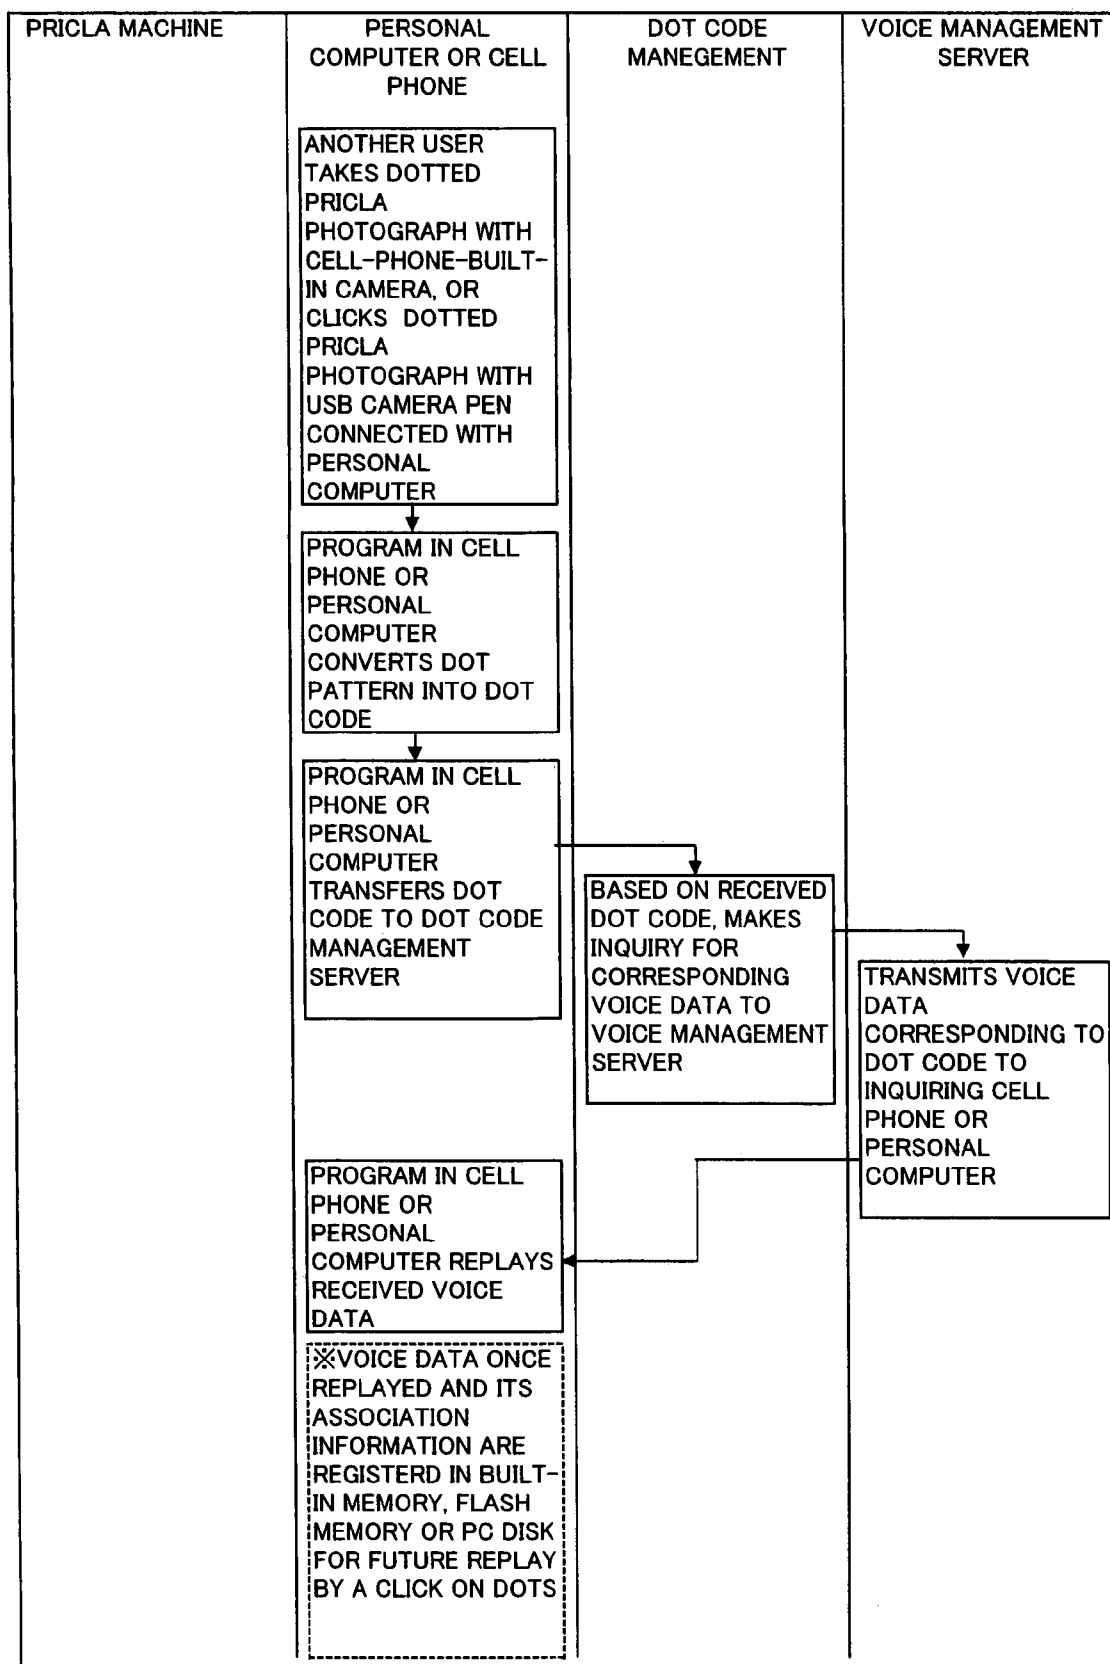 PRICLA MACHINE
PERSONAL
COMPUTER OR CELL
PHONE
DOT CODE
MANEGEMENT
VOICE MANAGEMENT
SERVER
ANOTHER USER
TAKES DOTTED
PRICLA
PHOTOGRAPH WITH
CELL-PHONE-BUILT-
IN CAMERA, OR
CLICKS DOTTED
PRICLA
PHOTOGRAPH WITH
USB CAMERA PEN
CONNECTED WITH
PERSONAL
COMPUTER
PROGRAM IN CELL
PHONE OR
PERSONAL
COMPUTER
CONVERTS DOT
PATTERN INTO DOT
CODE
PROGRAM IN CELL
PHONE OR
PERSONAL
COMPUTER
TRANSFERS DOT
CODE TO DOT CODE
MANAGEMENT
SERVER
BASED ON RECEIVED
DOT CODE, MAKES
INQUIRY FOR
CORRESPONDING
VOICE DATA TO
VOICE MANAGEMENT
SERVER
TRANSMITS VOICE
DATA
CORRESPONDING TO
DOT CODE TO
INQUIRING CELL
PHONE OR
PERSONAL
COMPUTER
PROGRAM IN CELL
PHONE OR
PERSONAL
COMPUTER REPLAYS
RECEIVED VOICE
DATA
※VOICE DATA ONCE
REPLAYED AND ITS
ASSOCIATION
INFORMATION ARE
REGISTERD IN BUILT-
IN MEMORY, FLASH
MEMORY OR PC DISK
FOR FUTURE REPLAY
BY A CLICK ON DOTS